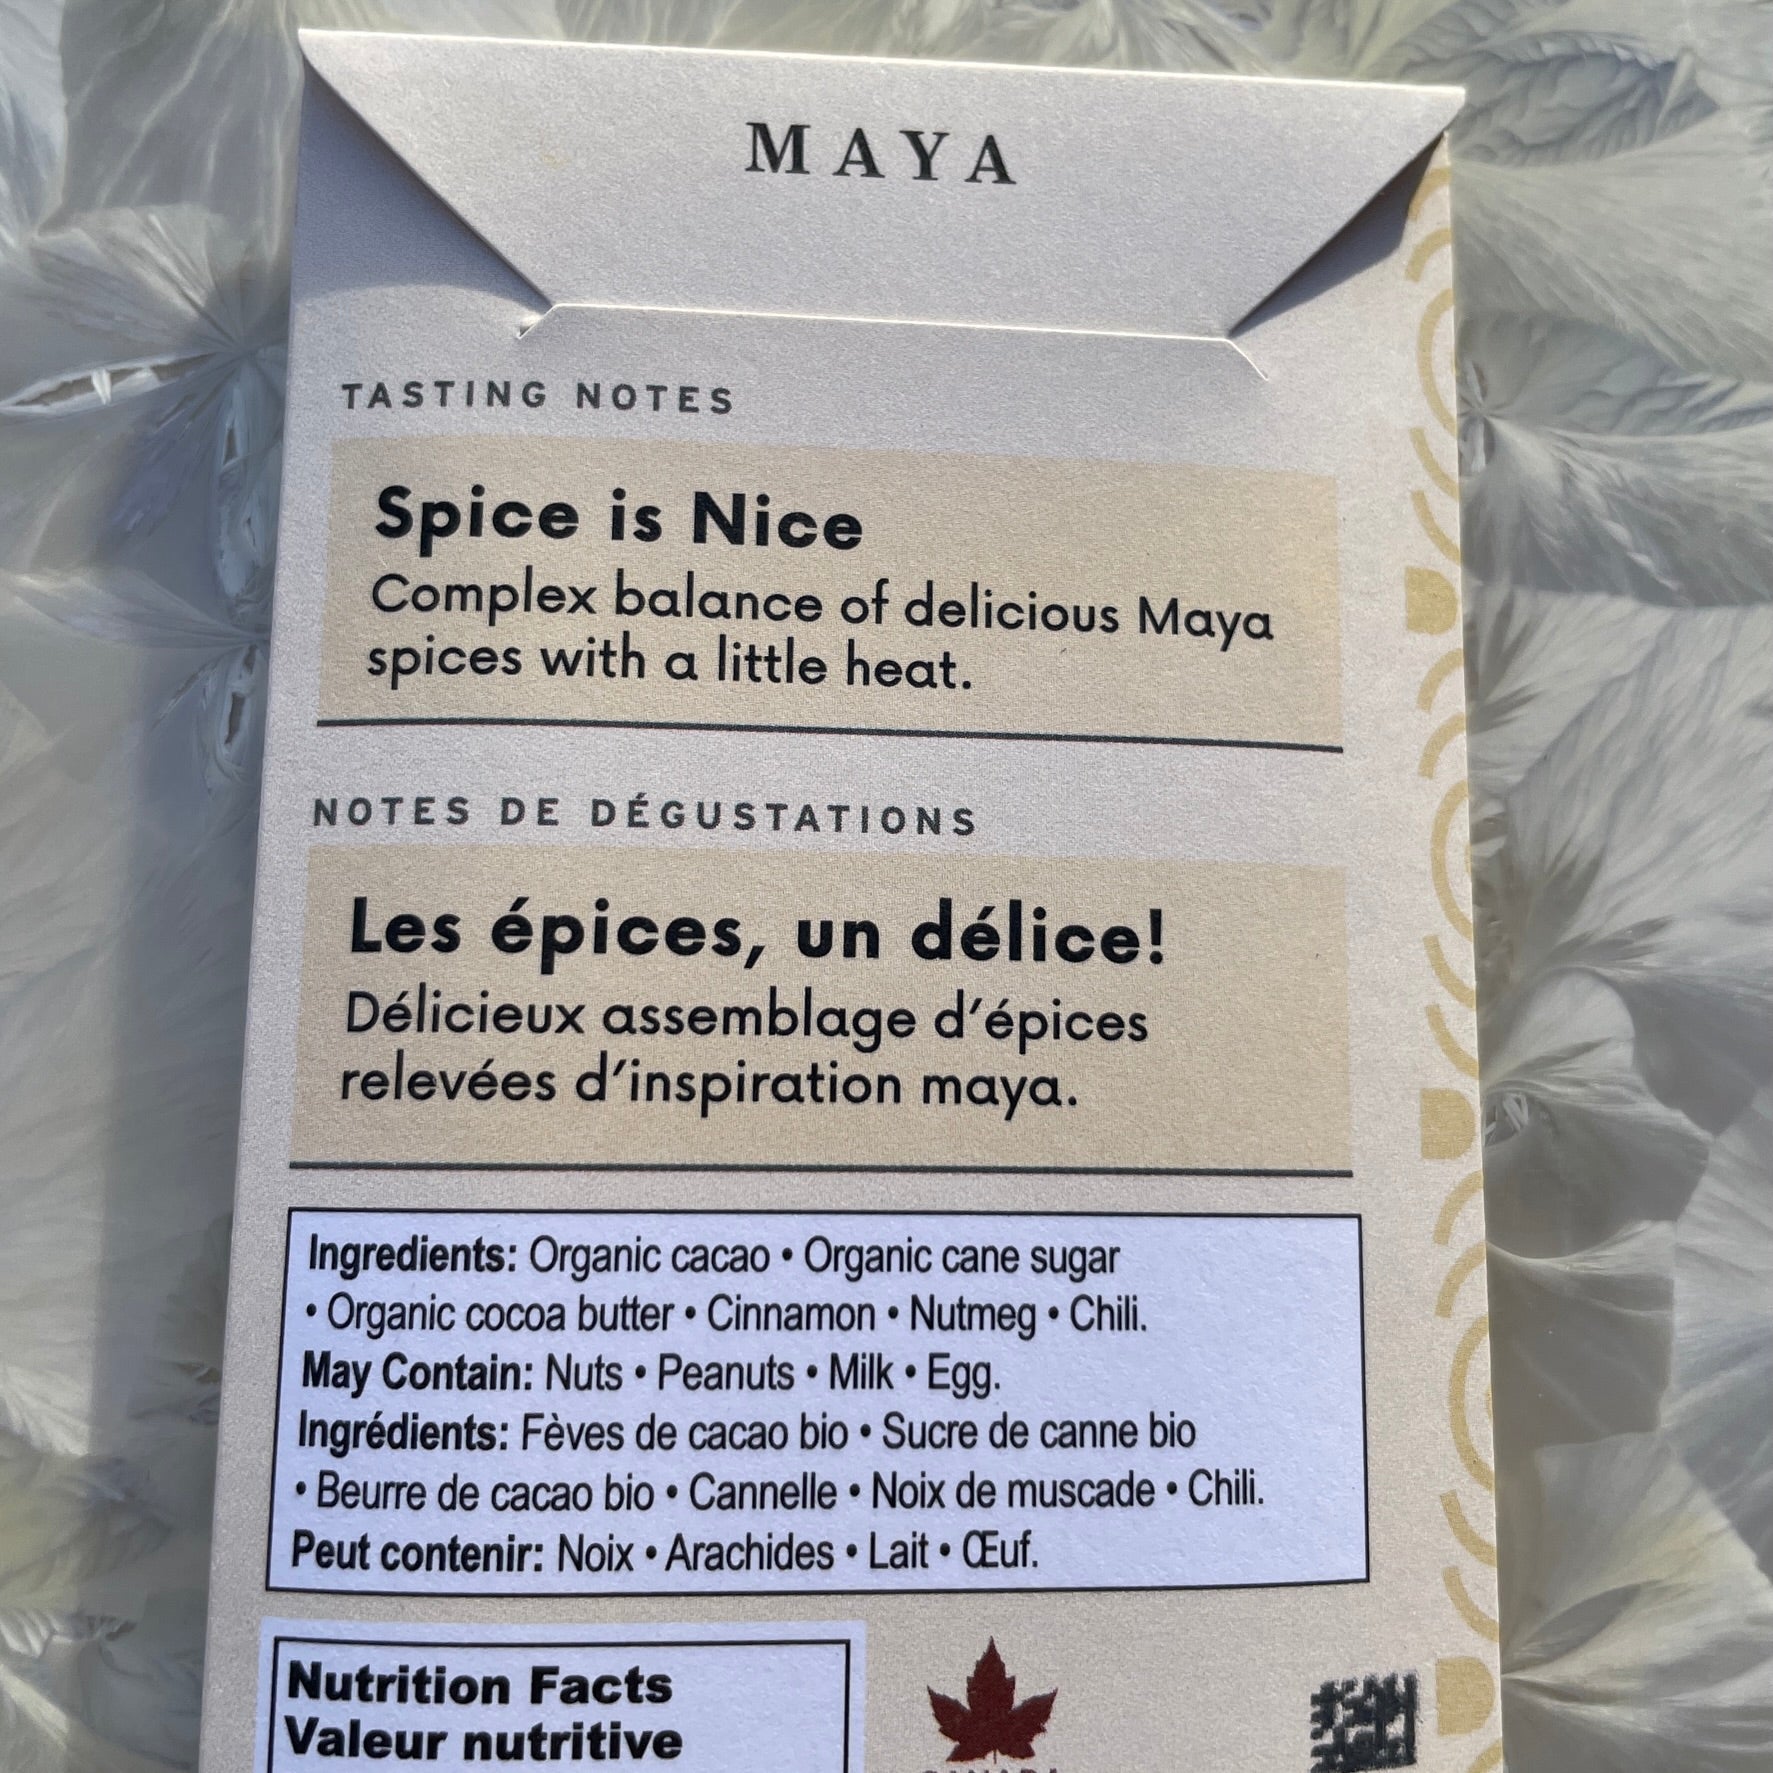 MAYA
TASTING NOTES
Spice is Nice
Complex balance of delicious Maya
spices with a little heat.
NOTES DE DÉGUSTATIONS
Les épices, un délice!
Délicieux assemblage d'épices
relevées d'inspiration maya.
Ingredients: Organic cacao • Organic cane sugar
• Organic cocoa butter • Cinnamon • Nutmeg • Chili.
May Contain: Nuts • Peanuts • Milk • Egg.
Ingrédients: Fèves de cacao bio • Sucre de canne bio
• Beurre de cacao bio • Cannelle • Noix de muscade • Chili.
Peut contenir: Noix • Arachides • Lait • Œuf.
Nutrition Facts
Valeur nutritive